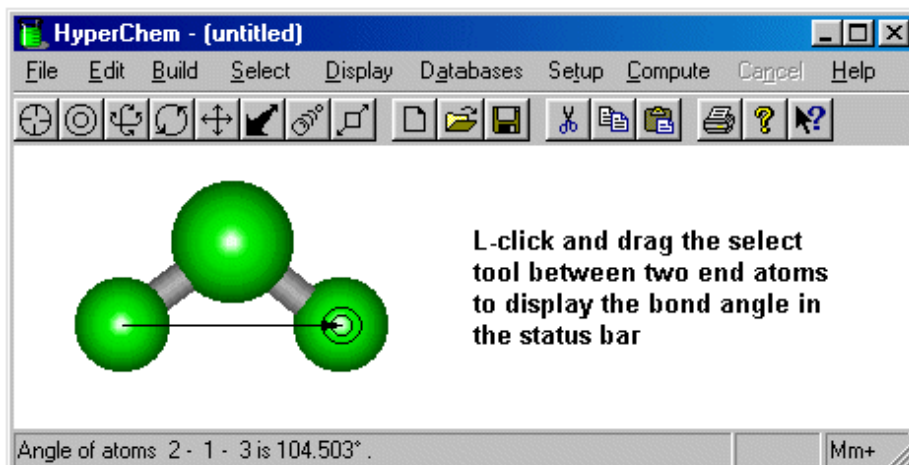 HyperChem - (untitled)
File Edit Build Select Display Databases Setup Compute Cancel Help
L-click and drag the select
tool between two end atoms
to display the bond angle in
the status bar
Angle of atoms 2 - 1 - 3 is 104.503° .
Mm+